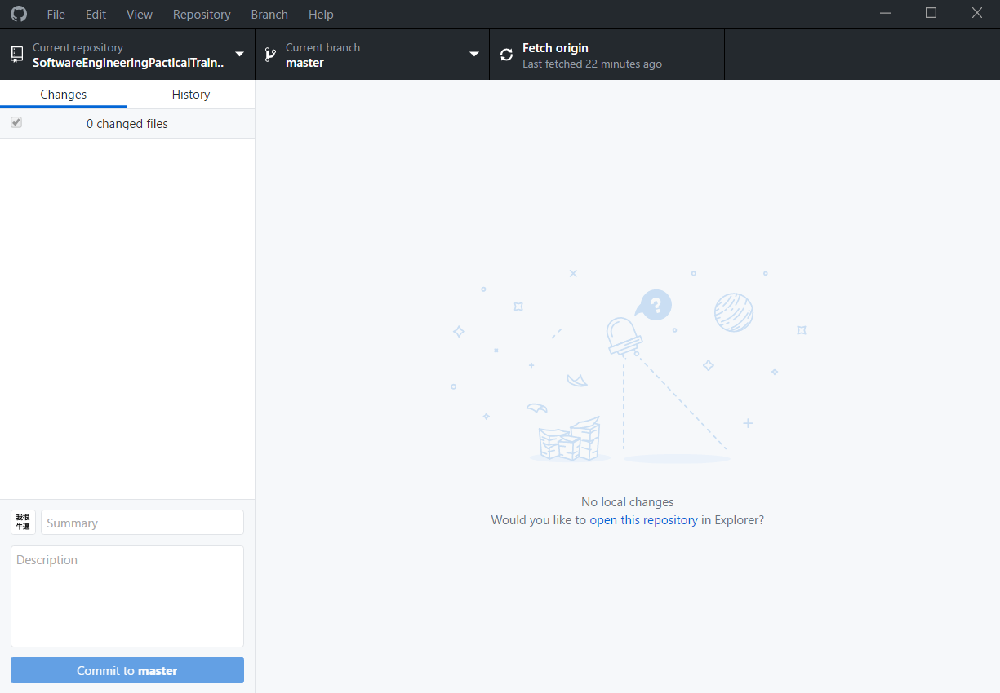 File Edit View Repository Branch Help
Current repository
SoftwareEngineeringPacticalTrain..
Current branch
master
Fetch origin
Last fetched 22 minutes ago
Changes
History
0 changed files
?
No local changes
Would you like to open this repository in Explorer?
我很
牛逼
Summary
Description
Commit to master